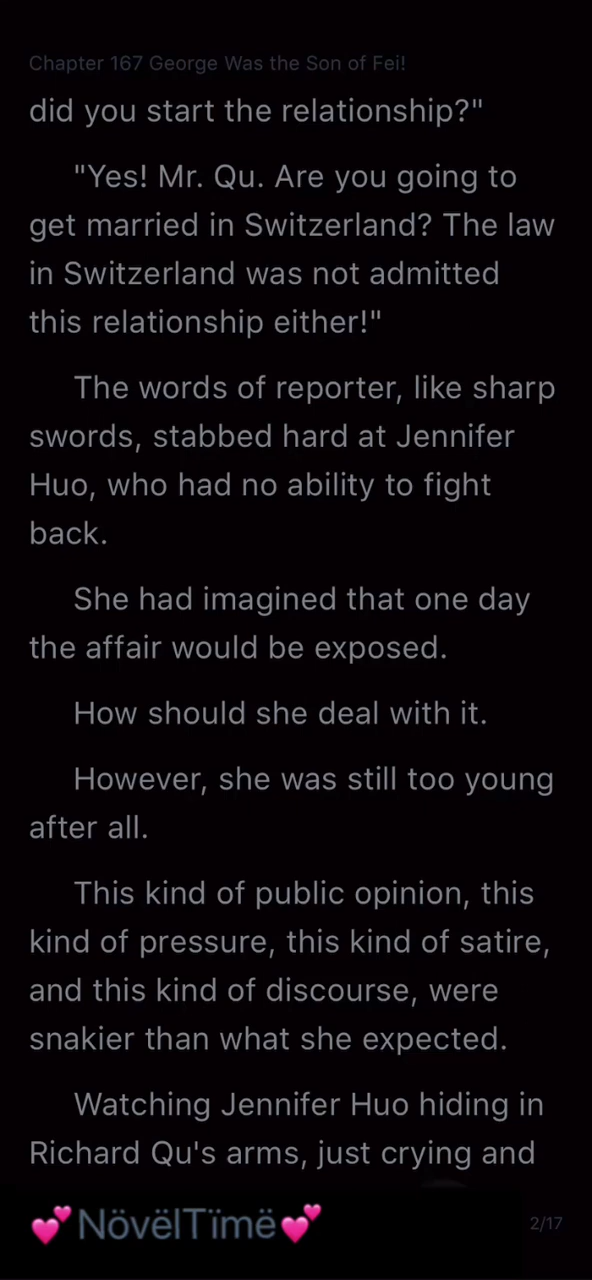 Chapter 167 George Was the Son of Fei!
did you start the relationship?"
"Yes! Mr. Qu. Are you going to
get married in Switzerland? The law
in Switzerland was not admitted
this relationship either!"
The words of reporter, like sharp
swords, stabbed hard at Jennifer
Huo, who had no ability to fight
back.
She had imagined that one day
the affair would be exposed.
How should she deal with it.
However, she was still too young
after all.
This kind of public opinion, this
kind of pressure, this kind of satire,
and this kind of discourse, were
snakier than what she expected.
Watching Jennifer Huo hiding in
Richard Qu's arms, just crying and
💕NövëlTïmë💕
2/17